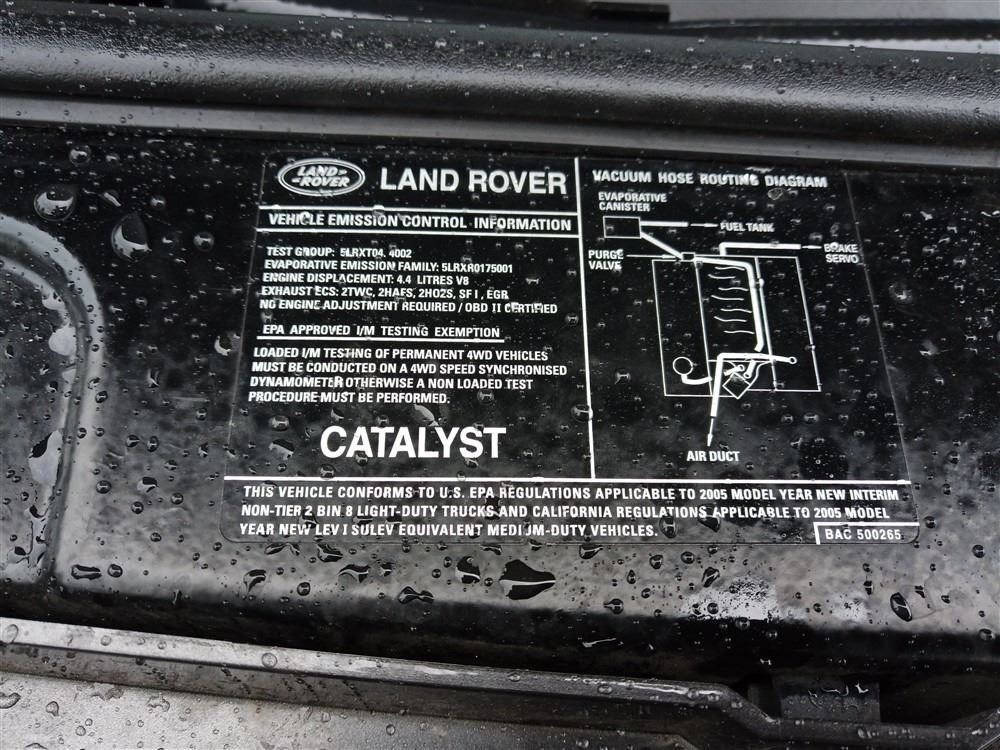 LAND-
-ROVER
LAND ROVER
VEHICLE EMISSION CONTROL INFORMATION
TEST GROUP: 5LRXT04. 4002
EVAPORATIVE EMISSION FAMILY: 5LRXR0175001
ENGINE DISPLACEMENT: 4.4 LITRES V8
EXHAUST ECS: 2TWC, 2HAFS, 2HO2S, SFI, EGR
NO ENGINE ADJUSTMENT REQUIRED / OBD II CERTIFIED
EPA APPROVED I/M TESTING EXEMPTION
LOADED I/M TESTING OF PERMANENT 4WD VEHICLES
MUST BE CONDUCTED ON A 4WD SPEED SYNCHRONISED
DYNAMOMETER OTHERWISE A NON LOADED TEST
PROCEDURE MUST BE PERFORMED.
CATALYST
VACUUM HOSE ROUTING DIAGRAM
EVAPORATIVE
CANISTER
FUEL TANK
BRAKE
SERVO
PURGE
VALVE
AIR DUCT
THIS VEHICLE CONFORMS TO U.S. EPA REGULATIONS APPLICABLE TO 2005 MODEL YEAR NEW INTERIM
NON-TIER 2 BIN 8 LIGHT-DUTY TRUCKS AND CALIFORNIA REGULATIONS APPLICABLE TO 2005 MODEL
YEAR NEW LEV I SULEV EQUIVALENT MEDIUM-DUTY VEHICLES.
BAC 500265